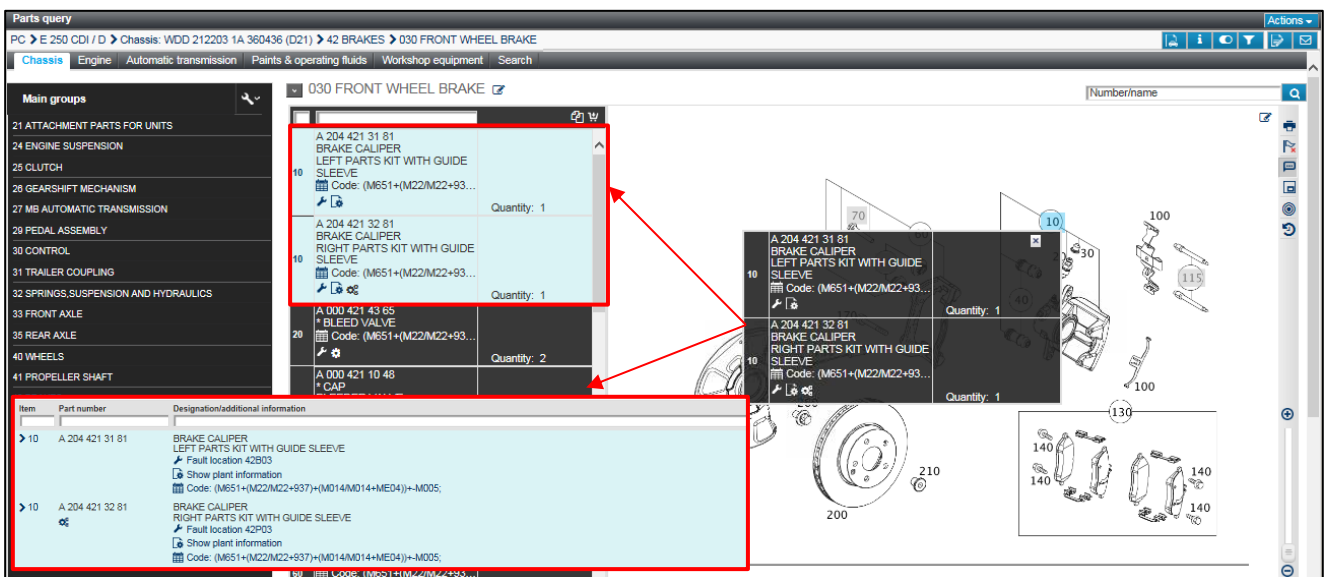 Parts query
Actions
PC > E 250 CDI / D > Chassis: WDD 212203 1A 360436 (D21) > 42 BRAKES > 030 FRONT WHEEL BRAKE
Chassis Engine Automatic transmission Paints & operating fluids Workshop equipment Search
Main groups
21 ATTACHMENT PARTS FOR UNITS
24 ENGINE SUSPENSION
25 CLUTCH
26 GEARSHIFT MECHANISM
27 MB AUTOMATIC TRANSMISSION
29 PEDAL ASSEMBLY
30 CONTROL
31 TRAILER COUPLING
32 SPRINGS,SUSPENSION AND HYDRAULICS
33 FRONT AXLE
35 REAR AXLE
40 WHEELS
41 PROPELLER SHAFT
030 FRONT WHEEL BRAKE
Number/name
A 204 421 31 81
BRAKE CALIPER
LEFT PARTS KIT WITH GUIDE
10 SLEEVE
Code: (M651+(M22/M22+93...
Quantity: 1
A 204 421 32 81
BRAKE CALIPER
RIGHT PARTS KIT WITH GUIDE
10 SLEEVE
Code: (M651+(M22/M22+93...
Quantity: 1
A 000 421 43 65
* BLEED VALVE
20 Code: (M651+(M22/M22+93...
Quantity: 2
A 000 421 10 48
* CAP
A 204 421 31 81
BRAKE CALIPER
LEFT PARTS KIT WITH GUIDE
10 SLEEVE
Code: (M651+(M22/M22+93...
Quantity: 1
A 204 421 32 81
BRAKE CALIPER
RIGHT PARTS KIT WITH GUIDE
10 SLEEVE
Code: (M651+(M22/M22+93...
Quantity: 1
70
10
100
30
115
40
100
130
140
140
140
140
210
200
Item Part number Designation/additional information
> 10 A 204 421 31 81 BRAKE CALIPER
LEFT PARTS KIT WITH GUIDE SLEEVE
Fault location 42B03
Show plant information
Code: (M651+(M22/M22+937)+(M014/M014+ME04))+-M005;
> 10 A 204 421 32 81 BRAKE CALIPER
RIGHT PARTS KIT WITH GUIDE SLEEVE
Fault location 42P03
Show plant information
Code: (M651+(M22/M22+937)+(M014/M014+ME04))+-M005;
60 Code: (M651+(M22/M22+93...